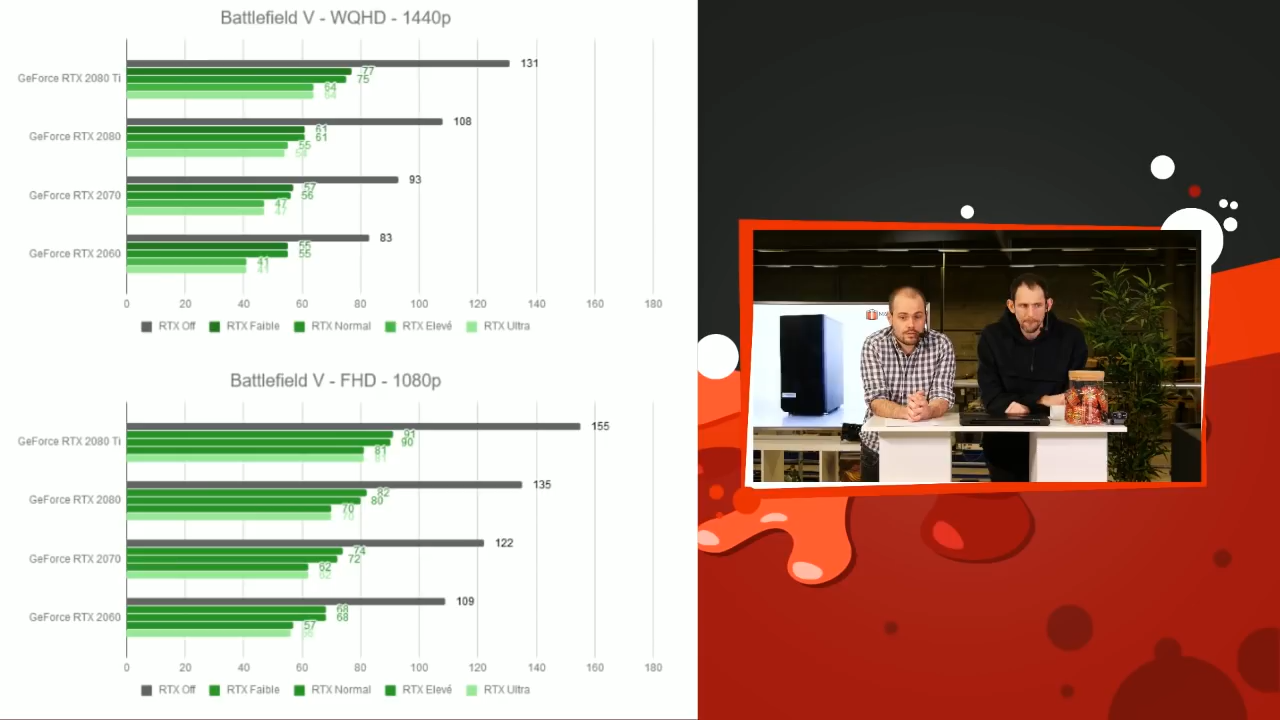 Battlefield V - WQHD - 1440p
GeForce RTX 2080 Ti
131
77
75
64
64
GeForce RTX 2080
108
61
61
55
54
GeForce RTX 2070
93
57
56
47
47
GeForce RTX 2060
83
55
55
41
41
0 20 40 60 80 100 120 140 160 180
RTX Off RTX Faible RTX Normal RTX Elevé RTX Ultra
Battlefield V - FHD - 1080p
GeForce RTX 2080 Ti
155
91
90
81
81
GeForce RTX 2080
135
82
80
70
70
GeForce RTX 2070
122
74
72
62
62
GeForce RTX 2060
109
68
68
57
56
0 20 40 60 80 100 120 140 160 180
RTX Off RTX Faible RTX Normal RTX Elevé RTX Ultra